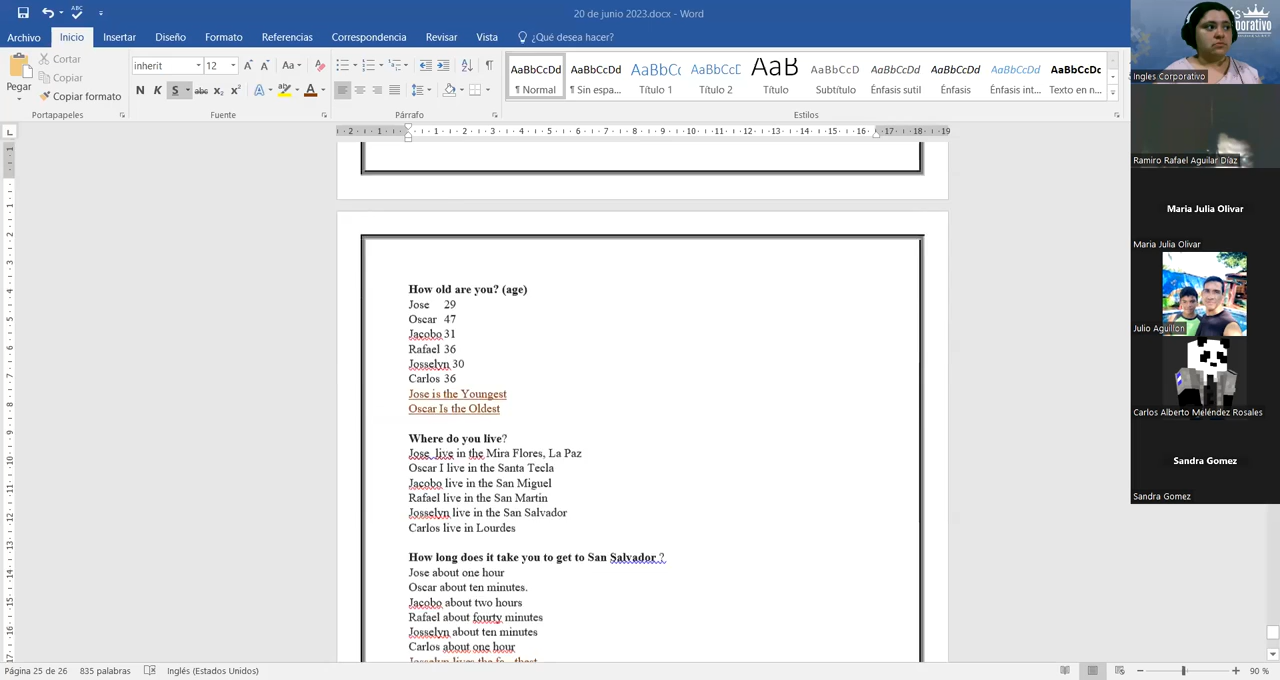 20 de junio 2023.docx - Word
Archivo Inicio Insertar Diseño Formato Referencias Correspondencia Revisar Vista ¿Qué desea hacer?
Pegar
Cortar
Copiar
Copiar formato
Portapapeles
inherit 12
N K S abc x₂ x²
Fuente
Párrafo
AaBbCcDd AaBbCcDd AaBbCc AaBbCcD AaB AaBbCcD AaBbCcDd AaBbCcDd AaBbCcDd AaBbCcDc
¶ Normal ¶ Sin espa... Título 1 Título 2 Título Subtítulo Énfasis sutil Énfasis Énfasis int... Texto en n...
Estilos
How old are you? (age)
Jose 29
Oscar 47
Jacobo 31
Rafael 36
Josselyn 30
Carlos 36
Jose is the Youngest
Oscar Is the Oldest
Where do you live?
Jose live in the Mira Flores, La Paz
Oscar I live in the Santa Tecla
Jacobo live in the San Miguel
Rafael live in the San Martin
Josselyn live in the San Salvador
Carlos live in Lourdes
How long does it take you to get to San Salvador ?
Jose about one hour
Oscar about ten minutes.
Jacobo about two hours
Rafael about fourty minutes
Josselyn about ten minutes
Carlos about one hour
Josselyn lives the
Ingles Corporativo
Ramiro Rafael Aguilar Díaz
Maria Julia Olivar
Maria Julia Olivar
Julio Aguillon
Carlos Alberto Meléndez Rosales
Sandra Gomez
Sandra Gomez
Página 25 de 26 835 palabras Inglés (Estados Unidos) 90 %